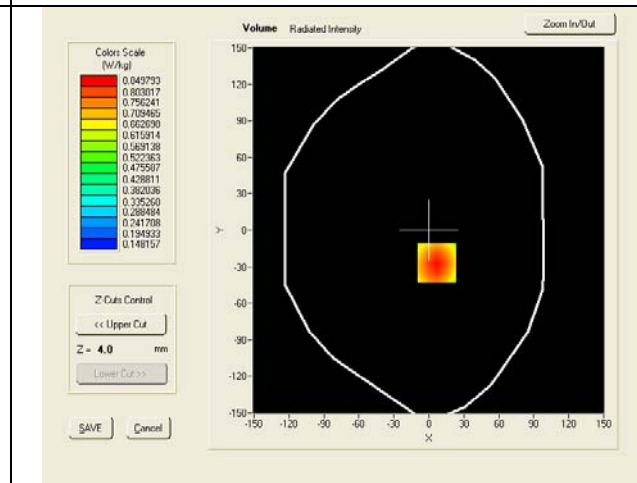 Volume Radiated Intensity
Zoom In/Out
Colors Scale
(W/kg)
0.849793
0.803017
0.756241
0.709465
0.662690
0.615914
0.569138
0.522363
0.475587
0.428811
0.382036
0.335260
0.288484
0.241708
0.194933
0.148157
Z-Cuts Control
<< Upper Cut
Z = 4.0 mm
Lower Cut >>
SAVE Cancel
150
120
90
60
30
0
-30
-60
-90
-120
-150
Y
-150 -120 -90 -60 -30 0 30 60 90 120 150
X